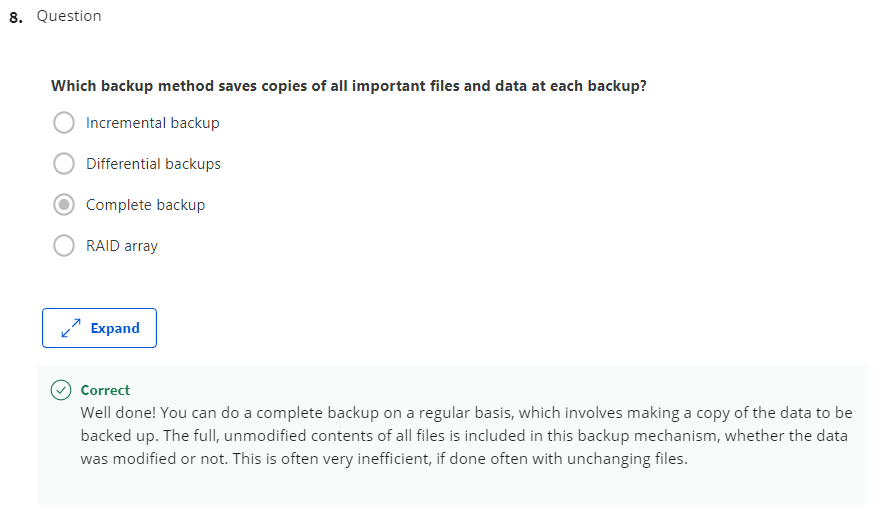 8. Question
Which backup method saves copies of all important files and data at each backup?
Incremental backup
Differential backups
Complete backup
RAID array
Expand
Correct
Well done! You can do a complete backup on a regular basis, which involves making a copy of the data to be
backed up. The full, unmodified contents of all files is included in this backup mechanism, whether the data
was modified or not. This is often very inefficient, if done often with unchanging files.